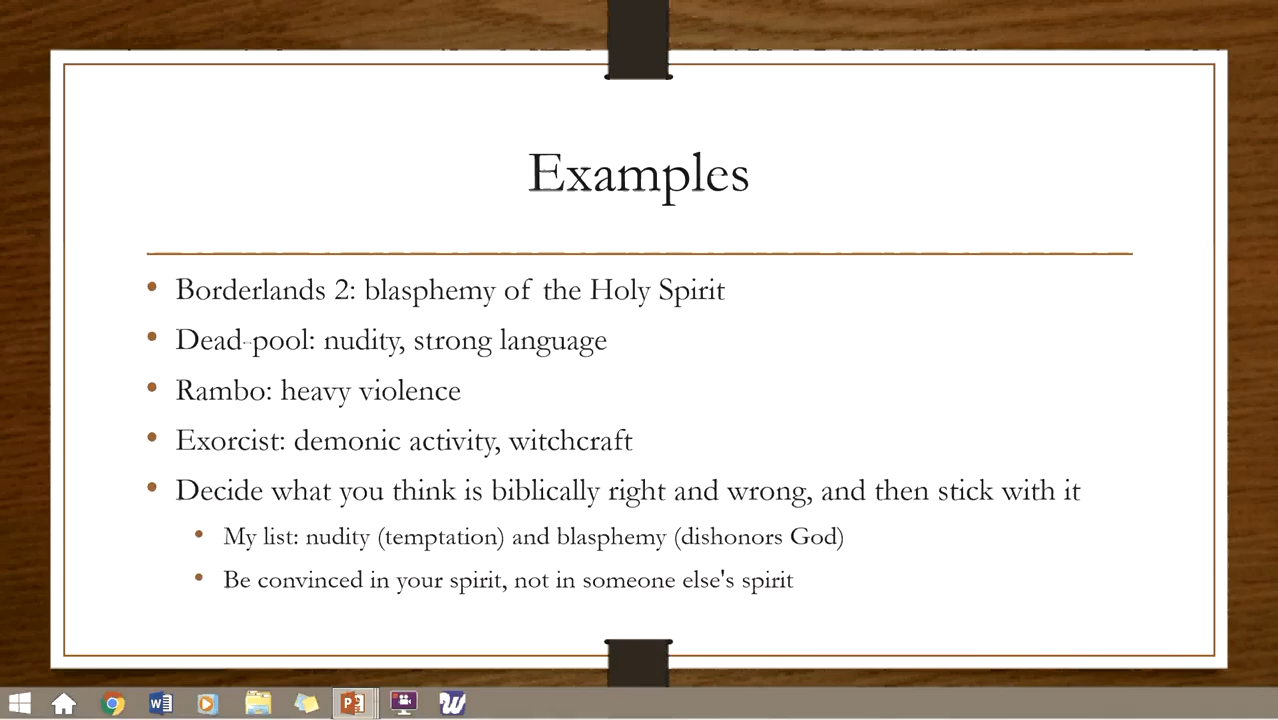 Examples
Borderlands 2: blasphemy of the Holy Spirit
Dead-pool: nudity, strong language
Rambo: heavy violence
Exorcist: demonic activity, witchcraft
Decide what you think is biblically right and wrong, and then stick with it
My list: nudity (temptation) and blasphemy (dishonors God)
Be convinced in your spirit, not in someone else's spirit